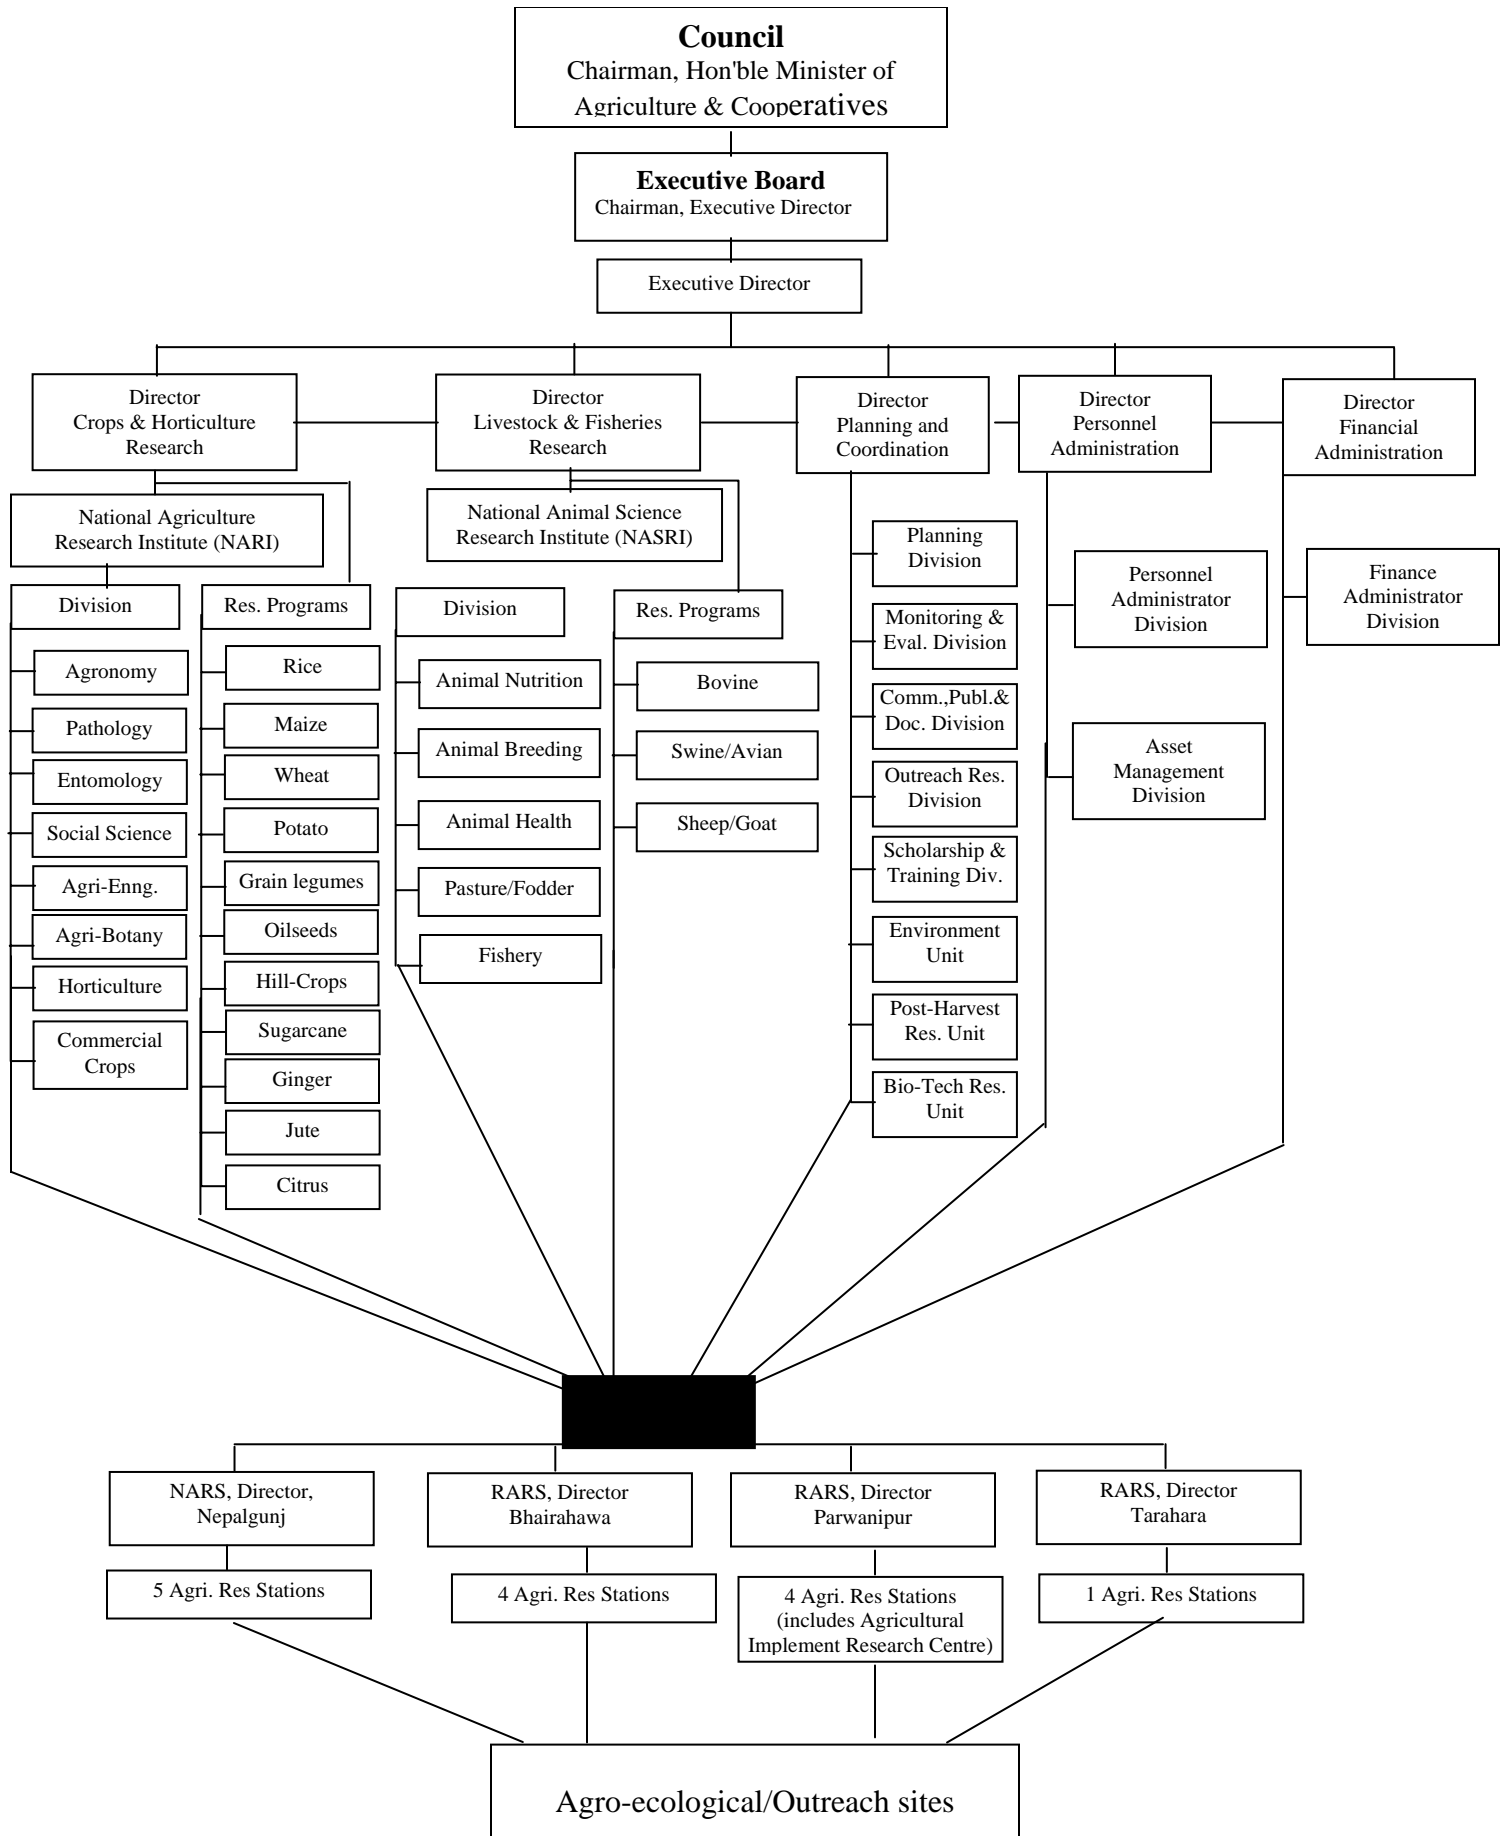 Council
Chairman, Hon'ble Minister of
Agriculture & Cooperatives
Executive Board
Chairman, Executive Director
Executive Director
Director
Crops & Horticulture
Research
Director
Livestock & Fisheries
Research
Director
Planning and
Coordination
Director
Personnel
Administration
Director
Financial
Administration
National Agriculture
Research Institute (NARI)
National Animal Science
Research Institute (NASRI)
Division
Agronomy
Pathology
Entomology
Social Science
Agri-Enng.
Agri-Botany
Horticulture
Commercial
Crops
Res. Programs
Rice
Maize
Wheat
Potato
Grain legumes
Oilseeds
Hill-Crops
Sugarcane
Ginger
Jute
Citrus
Division
Animal Nutrition
Animal Breeding
Animal Health
Pasture/Fodder
Fishery
Res. Programs
Bovine
Swine/Avian
Sheep/Goat
Planning
Division
Monitoring &
Eval. Division
Comm.,Publ.&
Doc. Division
Outreach Res.
Division
Scholarship &
Training Div.
Environment
Unit
Post-Harvest
Res. Unit
Bio-Tech Res.
Unit
Personnel
Administrator
Division
Asset
Management
Division
Finance
Administrator
Division
NARS, Director,
Nepalgunj
RARS, Director
Bhairahawa
RARS, Director
Parwanipur
RARS, Director
Tarahara
5 Agri. Res Stations
4 Agri. Res Stations
4 Agri. Res Stations
(includes Agricultural
Implement Research Centre)
1 Agri. Res Stations
Agro-ecological/Outreach sites